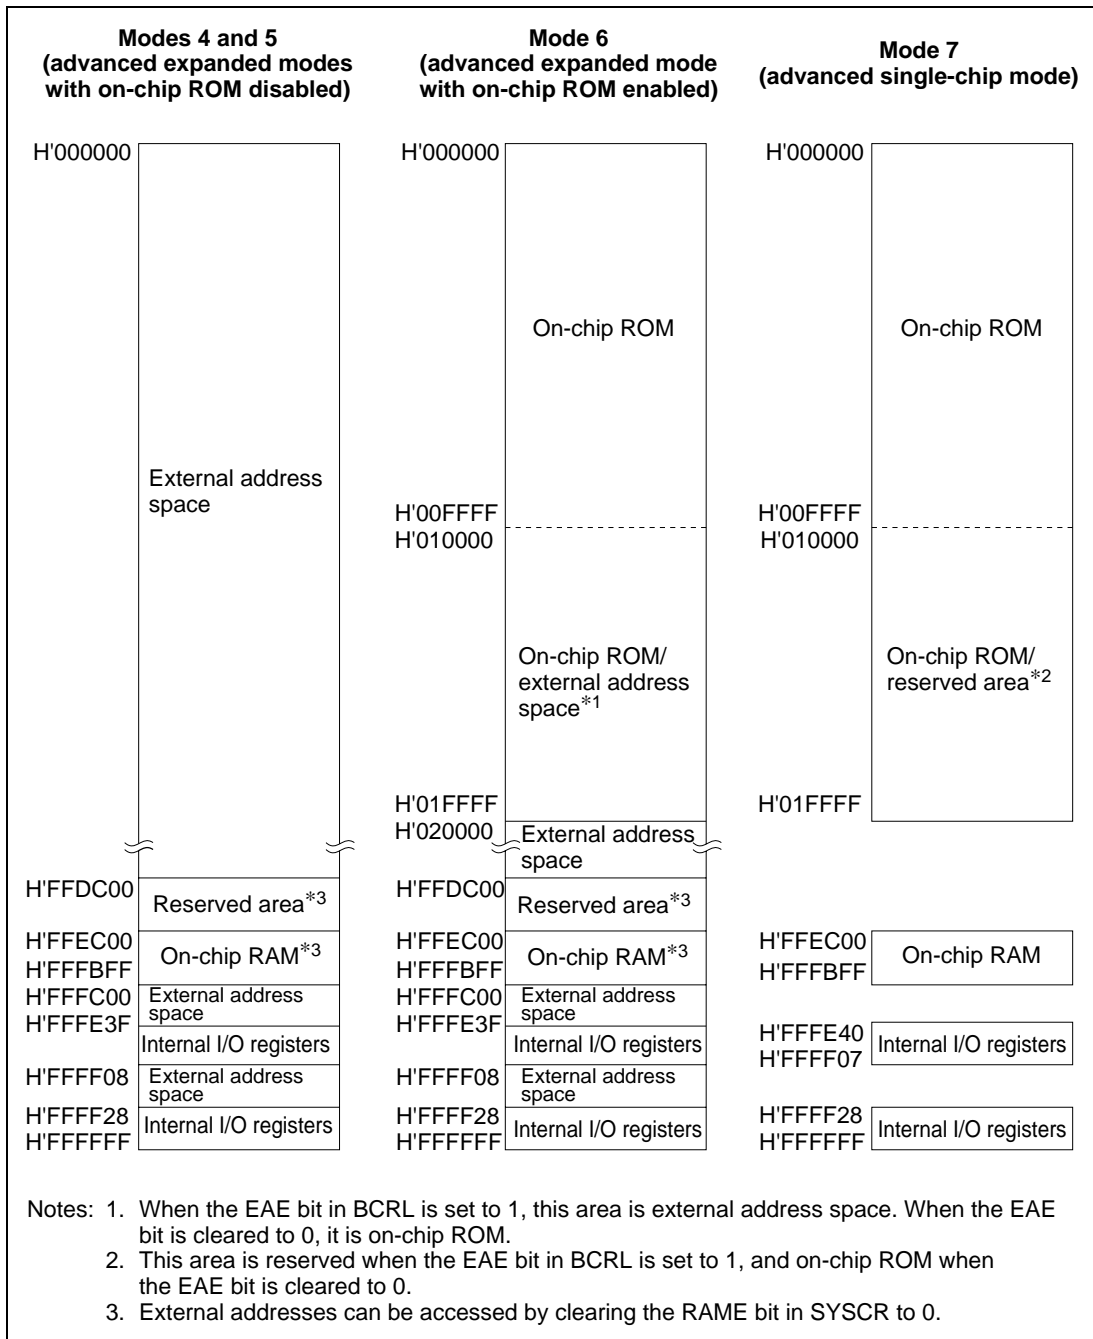 Modes 4 and 5
(advanced expanded modes
with on-chip ROM disabled)
H'000000
External address
space
H'FFDC00
Reserved area*3
H'FFEC00
On-chip RAM*3
H'FFFBFF
H'FFFC00
External address
space
H'FFFE3F
Internal I/O registers
H'FFFF08
External address
space
H'FFFF28
Internal I/O registers
H'FFFFFF
Mode 6
(advanced expanded mode
with on-chip ROM enabled)
H'000000
On-chip ROM
H'00FFFF
H'010000
On-chip ROM/
external address
space*1
H'01FFFF
H'020000
External address
space
H'FFDC00
Reserved area*3
H'FFEC00
On-chip RAM*3
H'FFFBFF
H'FFFC00
External address
space
H'FFFE3F
Internal I/O registers
H'FFFF08
External address
space
H'FFFF28
Internal I/O registers
H'FFFFFF
Mode 7
(advanced single-chip mode)
H'000000
On-chip ROM
H'00FFFF
H'010000
On-chip ROM/
reserved area*2
H'01FFFF
H'FFEC00
On-chip RAM
H'FFFBFF
H'FFFE40
Internal I/O registers
H'FFFF07
H'FFFF28
Internal I/O registers
H'FFFFFF
Notes: 1. When the EAE bit in BCRL is set to 1, this area is external address space. When the EAE
bit is cleared to 0, it is on-chip ROM.
2. This area is reserved when the EAE bit in BCRL is set to 1, and on-chip ROM when
the EAE bit is cleared to 0.
3. External addresses can be accessed by clearing the RAME bit in SYSCR to 0.